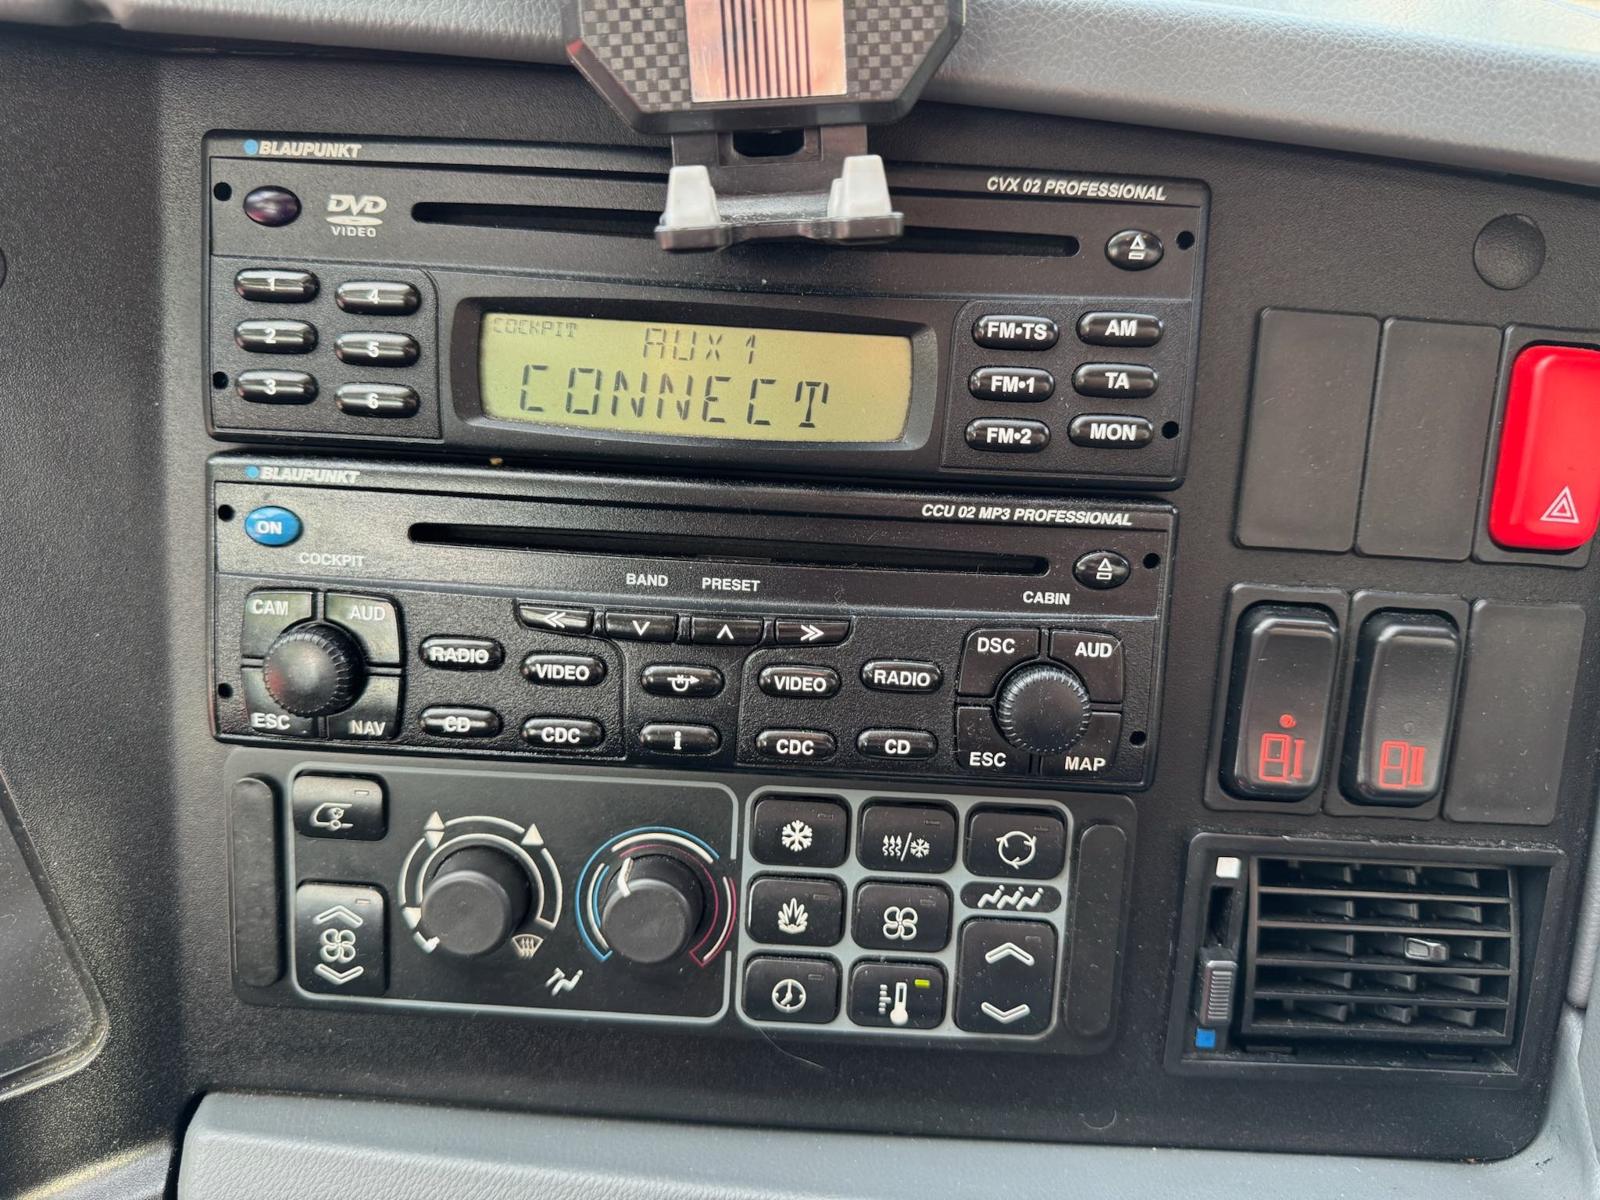 BLAUPUNKT
CVX 02 PROFESSIONAL
DVD
VIDEO
1
4
2
5
3
6
COCKPIT
AUX 1
CONNECT
FM•TS
AM
FM•1
TA
FM•2
MON
BLAUPUNKT
CCU 02 MP3 PROFESSIONAL
ON
COCKPIT
BAND
PRESET
CABIN
CAM
AUD
ESC
NAV
RADIO
VIDEO
CD
CDC
i
VIDEO
RADIO
CDC
CD
DSC
AUD
ESC
MAP
I
II